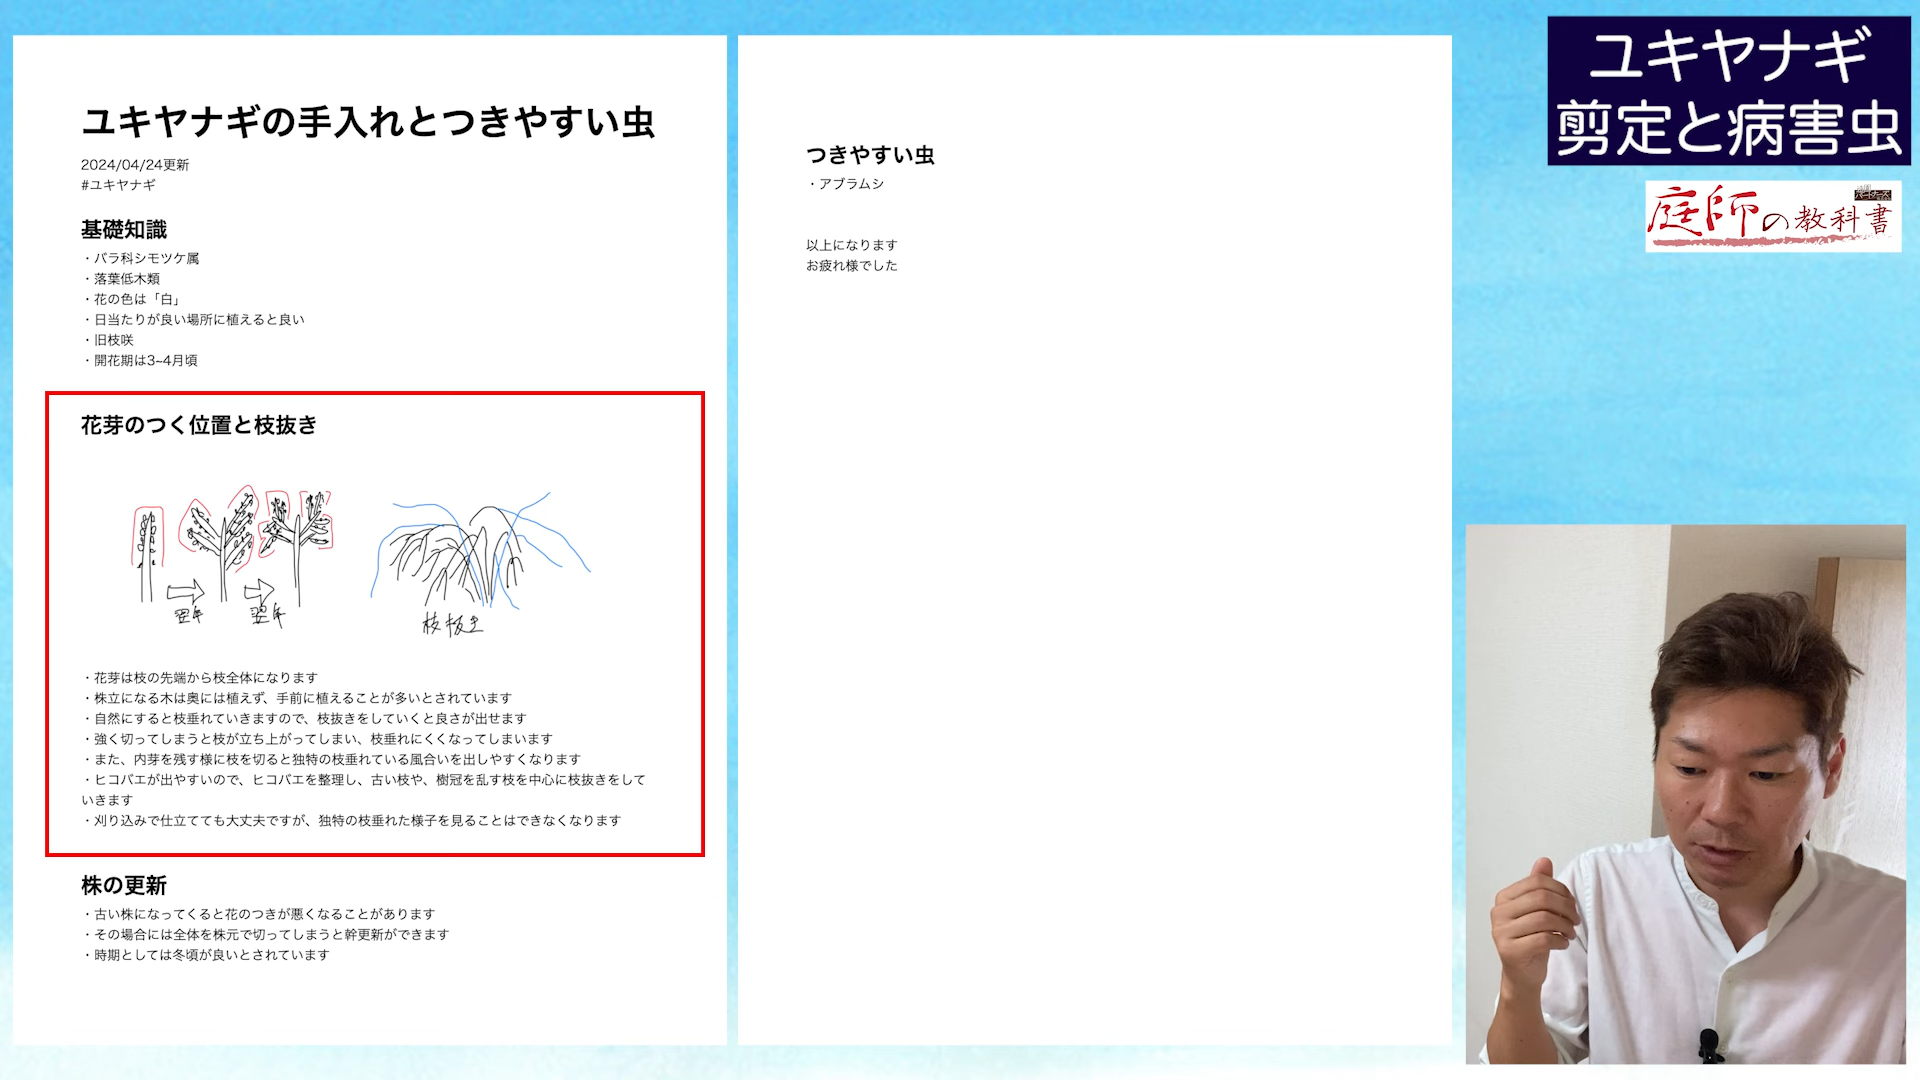 ユキヤナギの手入れとつきやすい虫
2024/04/24更新
#ユキヤナギ
基礎知識
・バラ科シモツケ属
・落葉低木類
・花の色は「白」
・日当たりが良い場所に植えると良い
・旧枝咲
・開花期は3~4月頃
花芽のつく位置と枝抜き
翌年
翌年
枝抜き
・花芽は枝の先端から枝全体になります
・株立になる木は奥には植えず、手前に植えることが多いとされています
・自然にすると枝垂れていきますので、枝抜きをしていくと良さが出せます
・強く切ってしまうと枝が立ち上がってしまい、枝垂れにくくなってしまいます
・また、内芽を残す様に枝を切ると独特の枝垂れている風合いを出しやすくなります
・ヒコバエが出やすいので、ヒコバエを整理し、古い枝や、樹冠を乱す枝を中心に枝抜きをして
いきます
・刈り込みで仕立てても大丈夫ですが、独特の枝垂れた様子を見ることはできなくなります
株の更新
・古い株になってくると花のつきが悪くなることがあります
・その場合には全体を株元で切ってしまうと幹更新ができます
・時期としては冬頃が良いとされています
つきやすい虫
・アブラムシ
以上になります
お疲れ様でした
ユキヤナギ
剪定と病害虫
庭師の教科書